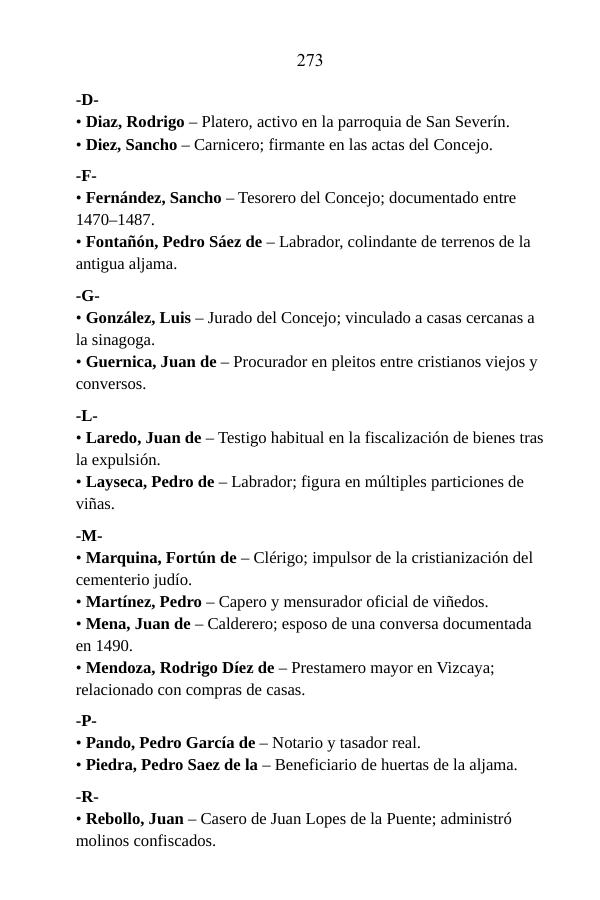 273
-D-
• Diaz, Rodrigo – Platero, activo en la parroquia de San Severín.
• Diez, Sancho – Carnicero; firmante en las actas del Concejo.
-F-
• Fernández, Sancho – Tesorero del Concejo; documentado entre
1470–1487.
• Fontañón, Pedro Sáez de – Labrador, colindante de terrenos de la
antigua aljama.
-G-
• González, Luis – Jurado del Concejo; vinculado a casas cercanas a
la sinagoga.
• Guernica, Juan de – Procurador en pleitos entre cristianos viejos y
conversos.
-L-
• Laredo, Juan de – Testigo habitual en la fiscalización de bienes tras
la expulsión.
• Layseca, Pedro de – Labrador; figura en múltiples particiones de
viñas.
-M-
• Marquina, Fortún de – Clérigo; impulsor de la cristianización del
cementerio judío.
• Martínez, Pedro – Capero y mensurador oficial de viñedos.
• Mena, Juan de – Calderero; esposo de una conversa documentada
en 1490.
• Mendoza, Rodrigo Díez de – Prestamero mayor en Vizcaya;
relacionado con compras de casas.
-P-
• Pando, Pedro García de – Notario y tasador real.
• Piedra, Pedro Saez de la – Beneficiario de huertas de la aljama.
-R-
• Rebollo, Juan – Casero de Juan Lopes de la Puente; administró
molinos confiscados.